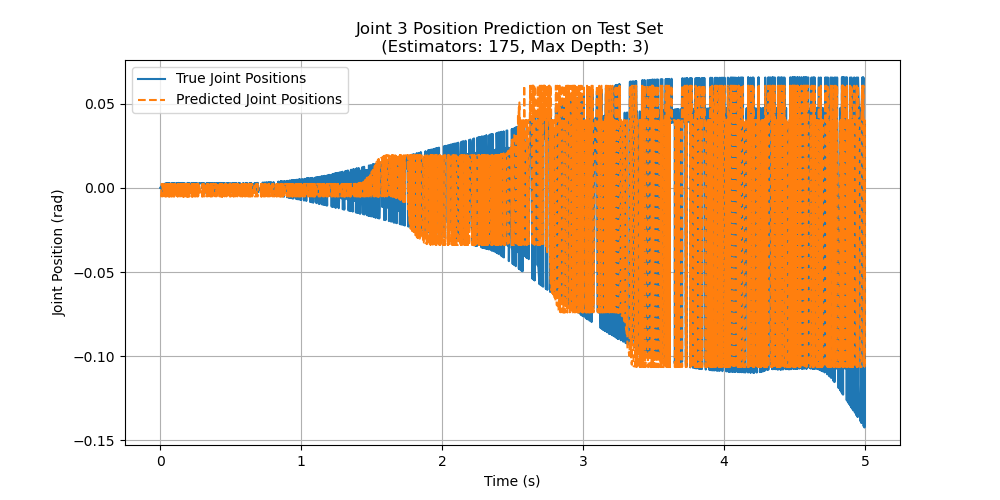 Joint 3 Position Prediction on Test Set
(Estimators: 175, Max Depth: 3)
True Joint Positions
Predicted Joint Positions
0.05
0.00
−0.05
−0.10
−0.15
Joint Position (rad)
0 1 2 3 4 5
Time (s)